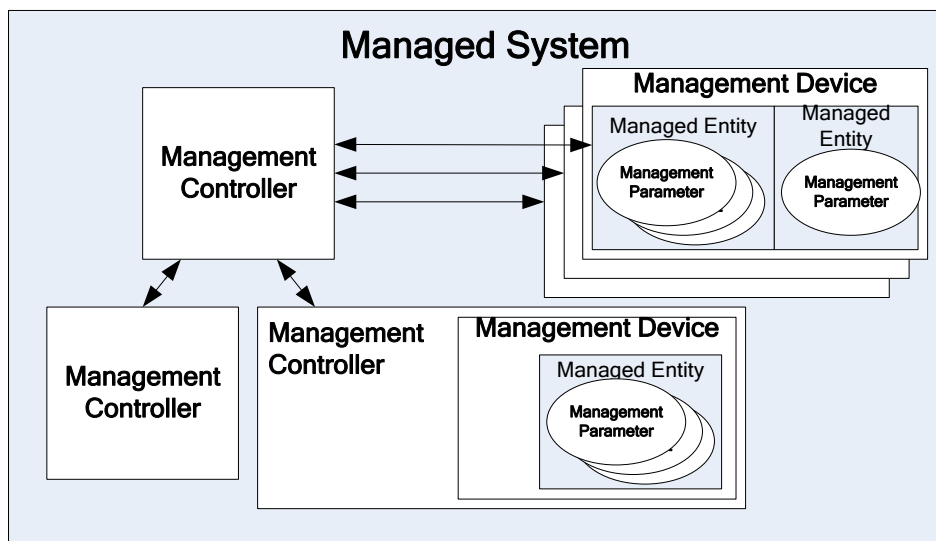 Managed System
Management Device
Managed Entity
Managed
Entity
Management
Parameter
Management
Parameter
Management
Controller
Management
Controller
Management
Controller
Management Device
Managed Entity
Management
Parameter